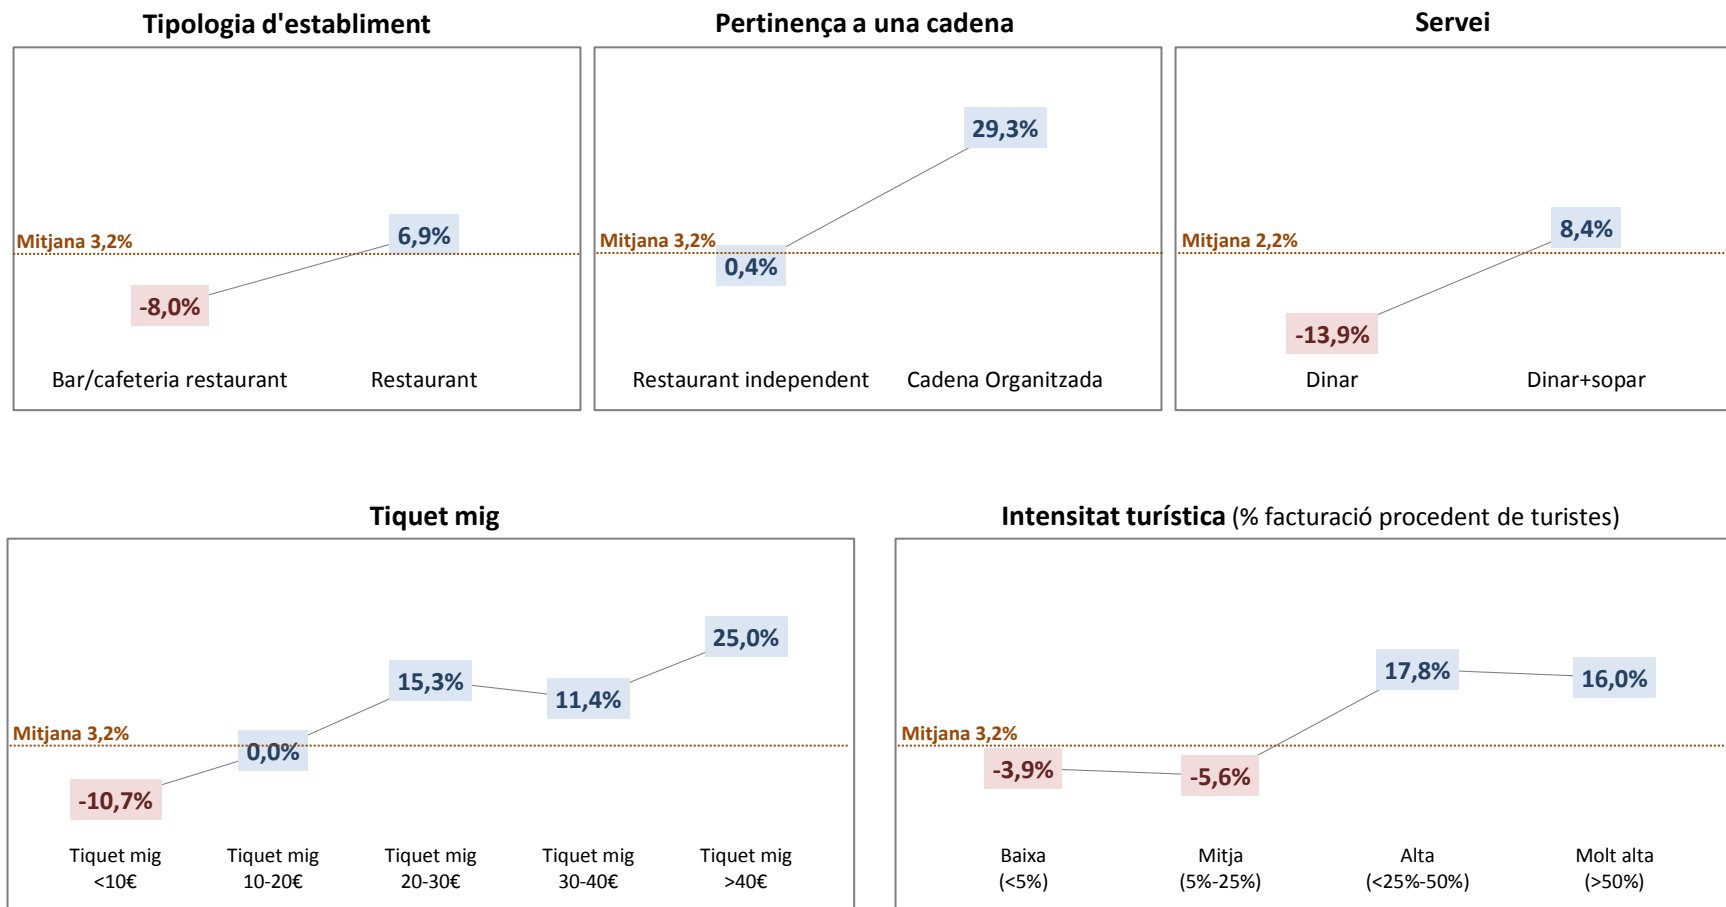 Tipologia d'establiment
Pertinença a una cadena
Servei
29,3%
6,9%
8,4%
Mitjana 3,2%
Mitjana 3,2%
Mitjana 2,2%
0,4%
-8,0%
-13,9%
Bar/cafeteria restaurant
Restaurant
Restaurant independent
Cadena Organitzada
Dinar
Dinar+sopar
Tiquet mig
Intensitat turística (% facturació procedent de turistes)
25,0%
15,3%
11,4%
Mitjana 3,2%
0,0%
-10,7%
Tiquet mig
<10€
Tiquet mig
10-20€
Tiquet mig
20-30€
Tiquet mig
30-40€
Tiquet mig
>40€
17,8%
16,0%
Mitjana 3,2%
-3,9%
-5,6%
Baixa
(<5%)
Mitja
(5%-25%)
Alta
(<25%-50%)
Molt alta
(>50%)